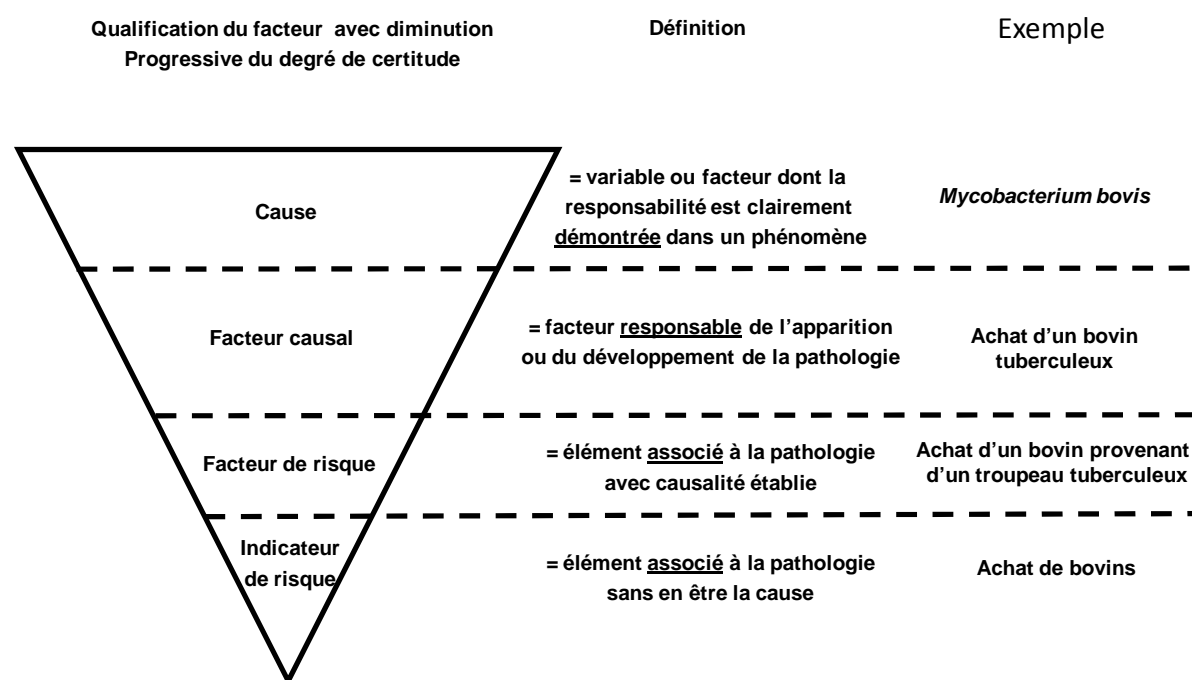 Qualification du facteur avec diminution
Progressive du degré de certitude
Définition
Exemple
Cause
= variable ou facteur dont la
responsabilité est clairement
démontrée dans un phénomène
Mycobacterium bovis
Facteur causal
= facteur responsable de l’apparition
ou du développement de la pathologie
Achat d’un bovin
tuberculeux
Facteur de risque
= élément associé à la pathologie
avec causalité établie
Achat d’un bovin provenant
d’un troupeau tuberculeux
Indicateur
de risque
= élément associé à la pathologie
sans en être la cause
Achat de bovins